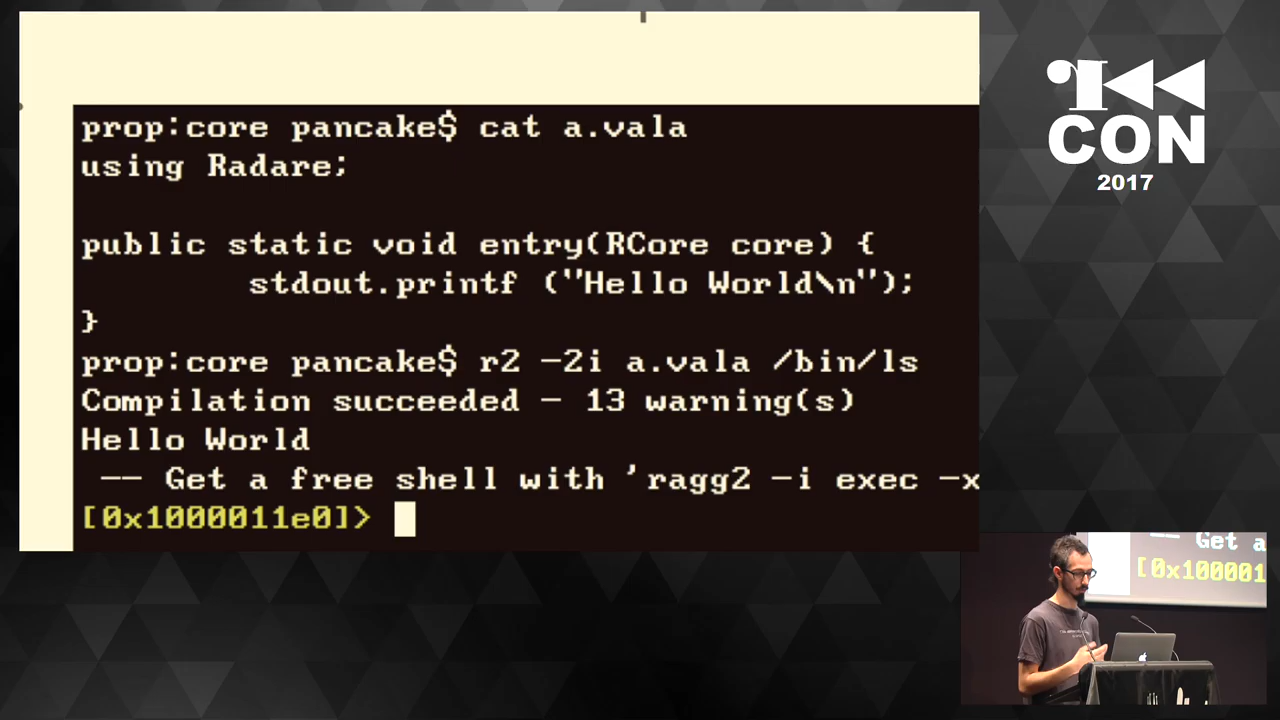 prop:core pancake$ cat a.vala
using Radare;
public static void entry(RCore core) {
stdout.printf ("Hello World\n");
}
prop:core pancake$ r2 -2i a.vala /bin/ls
Compilation succeeded - 13 warning(s)
Hello World
-- Get a free shell with 'ragg2 -i exec -x
[0x1000011e0]>
r
CON
2017
-- Get a
[0x100001